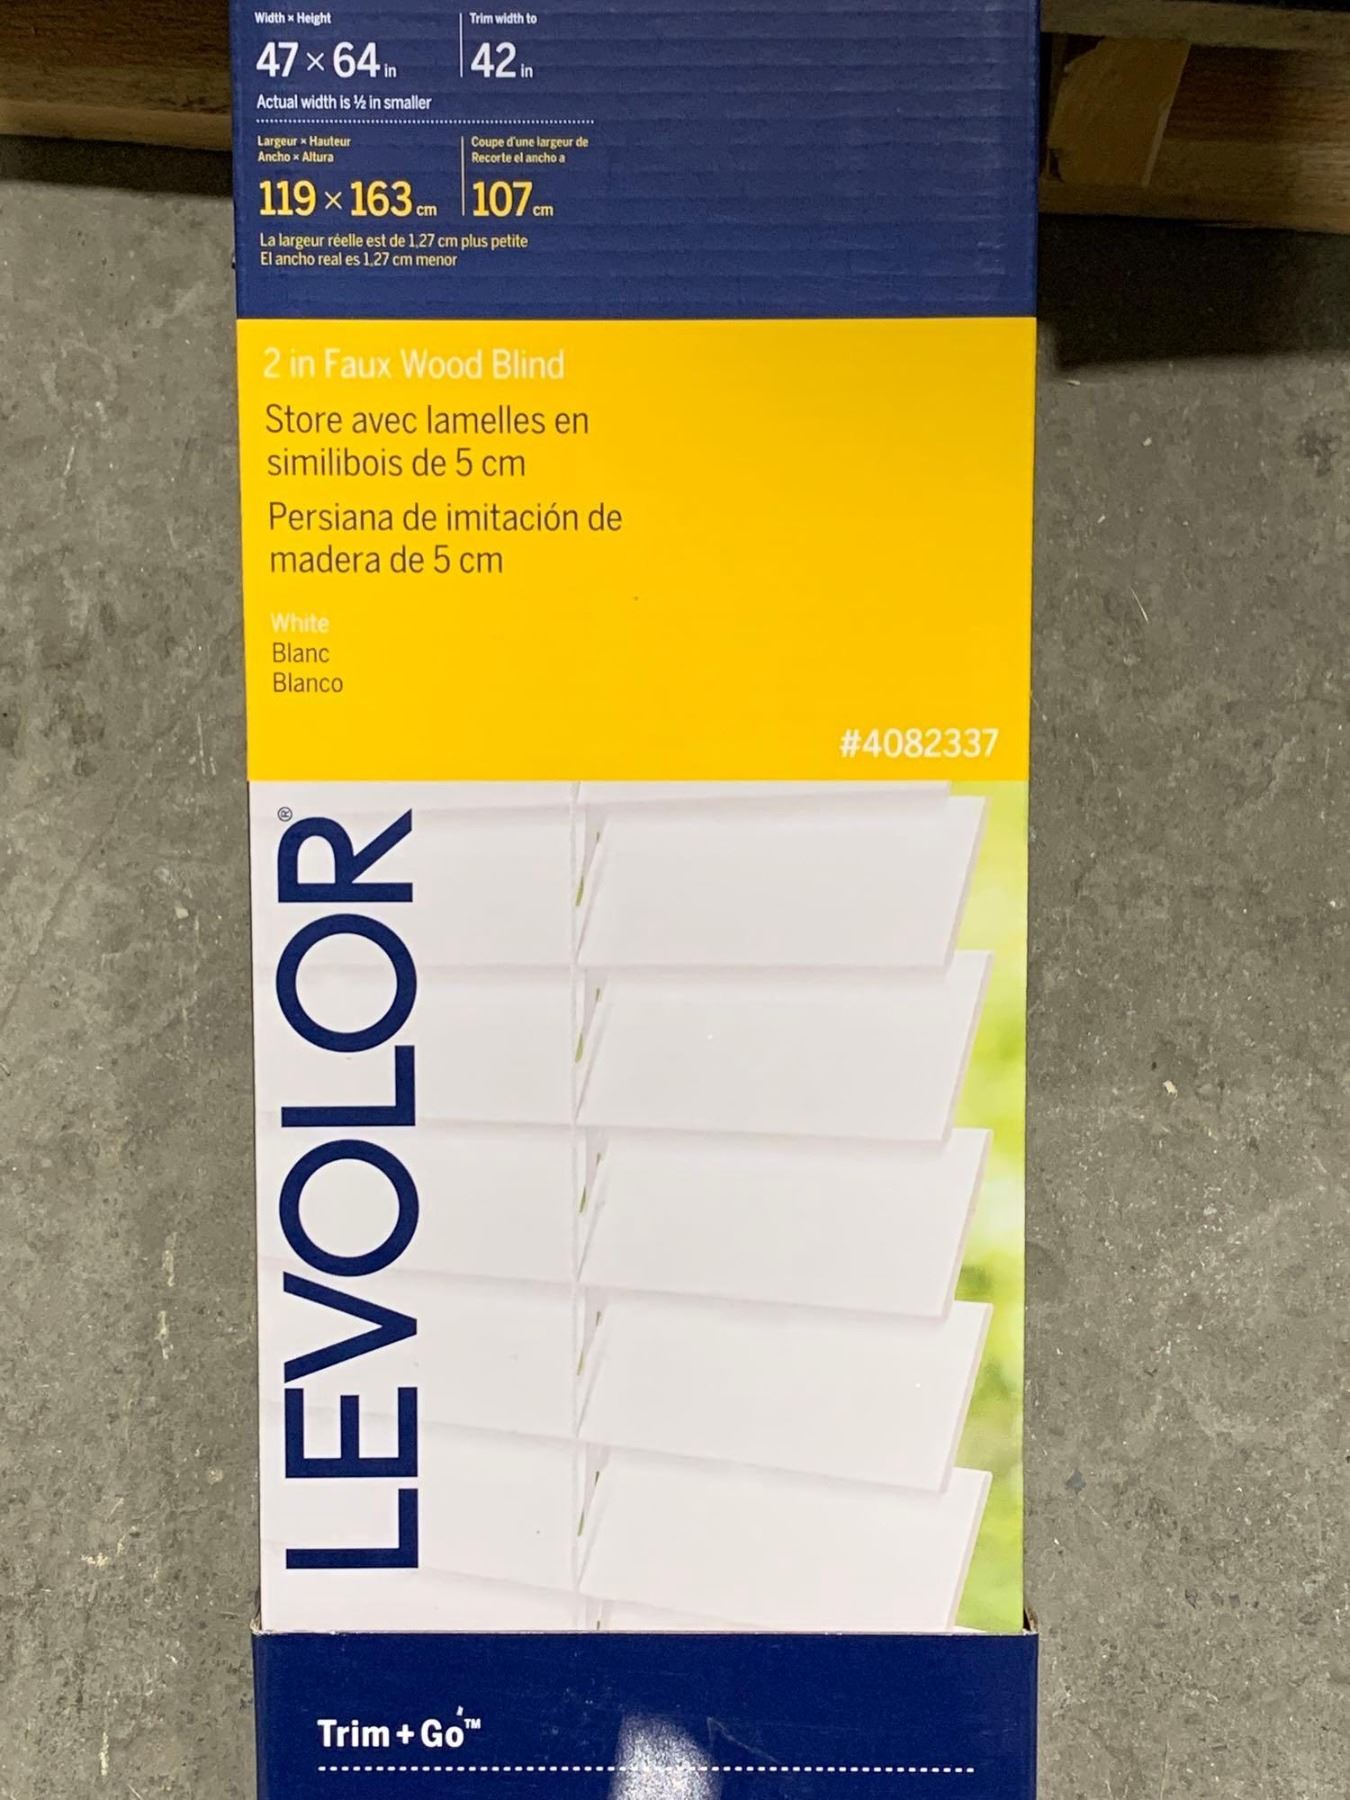 Width × Height
Trim width to
47 × 64 in
42 in
Actual width is ½ in smaller
Largeur × Hauteur
Ancho × Altura
Coupe d'une largeur de
Recorte el ancho a
119 × 163 cm
107 cm
La largeur réelle est de 1,27 cm plus petite
El ancho real es 1,27 cm menor
2 in Faux Wood Blind
Store avec lamelles en
similibois de 5 cm
Persiana de imitación de
madera de 5 cm
White
Blanc
Blanco
#4082337
LEVOLOR®
Trim + Go™